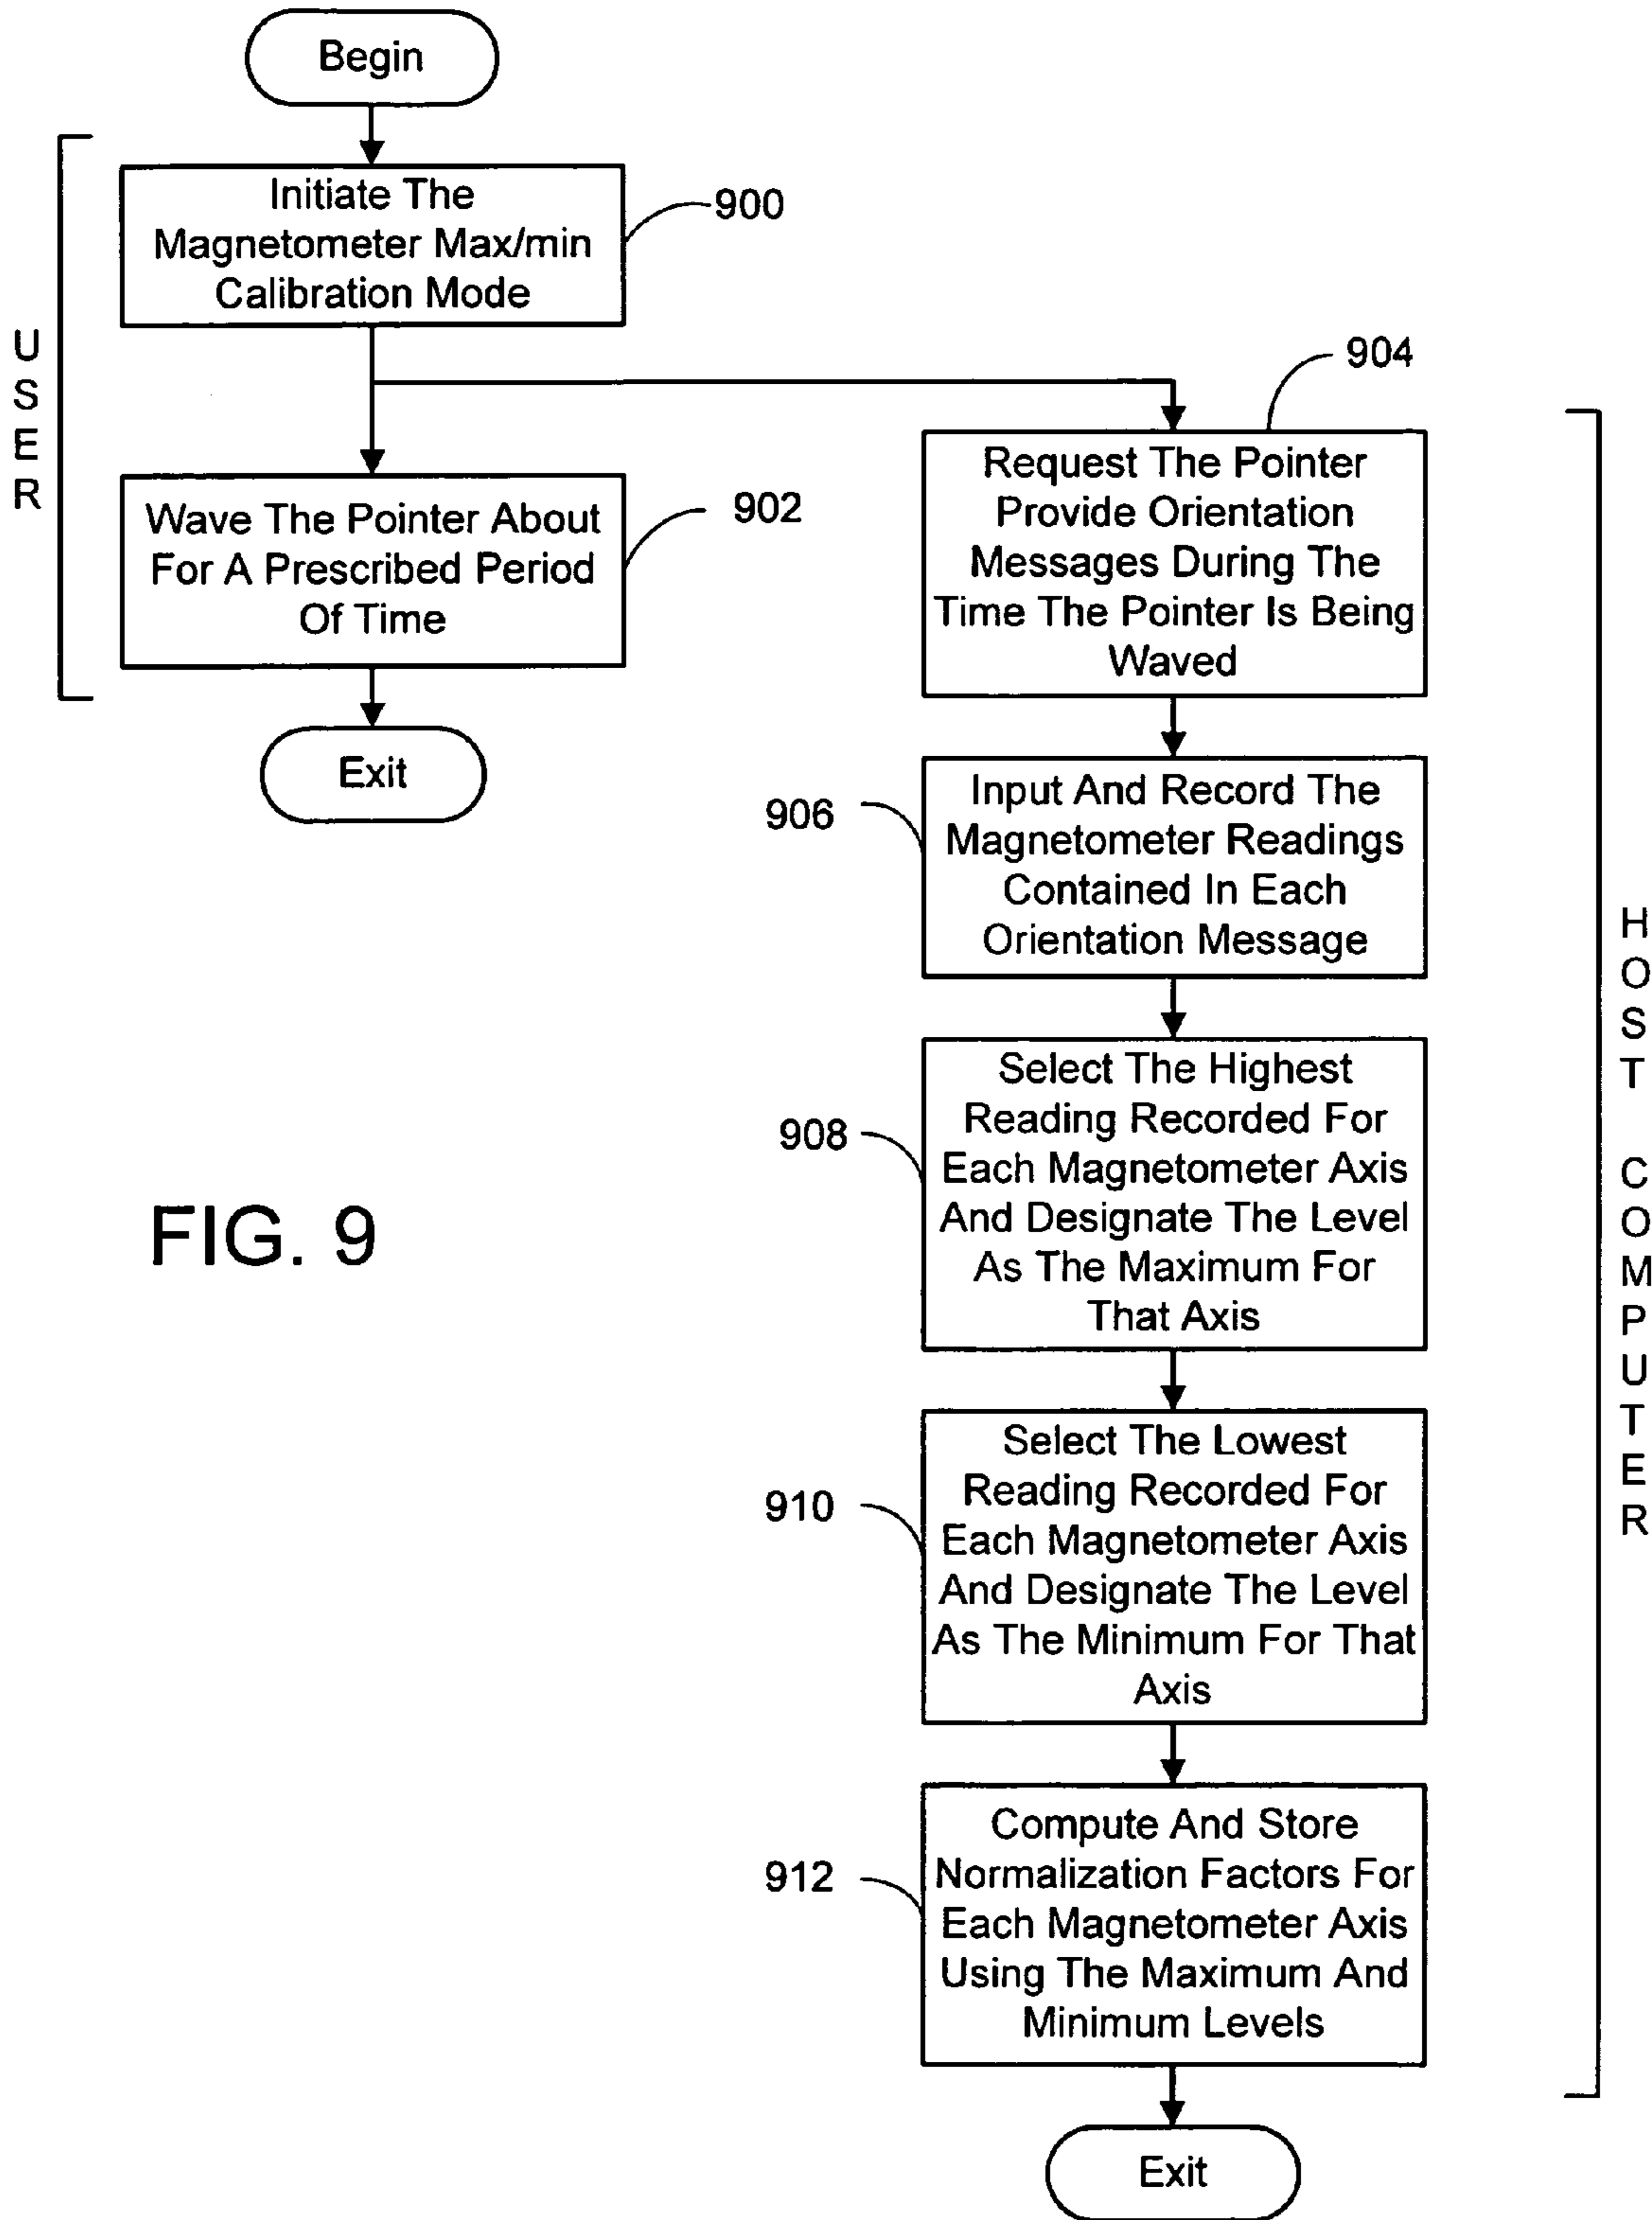 Begin
Initiate The
Magnetometer Max/min
Calibration Mode
900
USER
Wave The Pointer About
For A Prescribed Period
Of Time
902
Exit
904
Request The Pointer
Provide Orientation
Messages During The
Time The Pointer Is Being
Waved
906
Input And Record The
Magnetometer Readings
Contained In Each
Orientation Message
908
Select The Highest
Reading Recorded For
Each Magnetometer Axis
And Designate The Level
As The Maximum For
That Axis
910
Select The Lowest
Reading Recorded For
Each Magnetometer Axis
And Designate The Level
As The Minimum For That
Axis
912
Compute And Store
Normalization Factors For
Each Magnetometer Axis
Using The Maximum And
Minimum Levels
Exit
HOST COMPUTER
FIG. 9